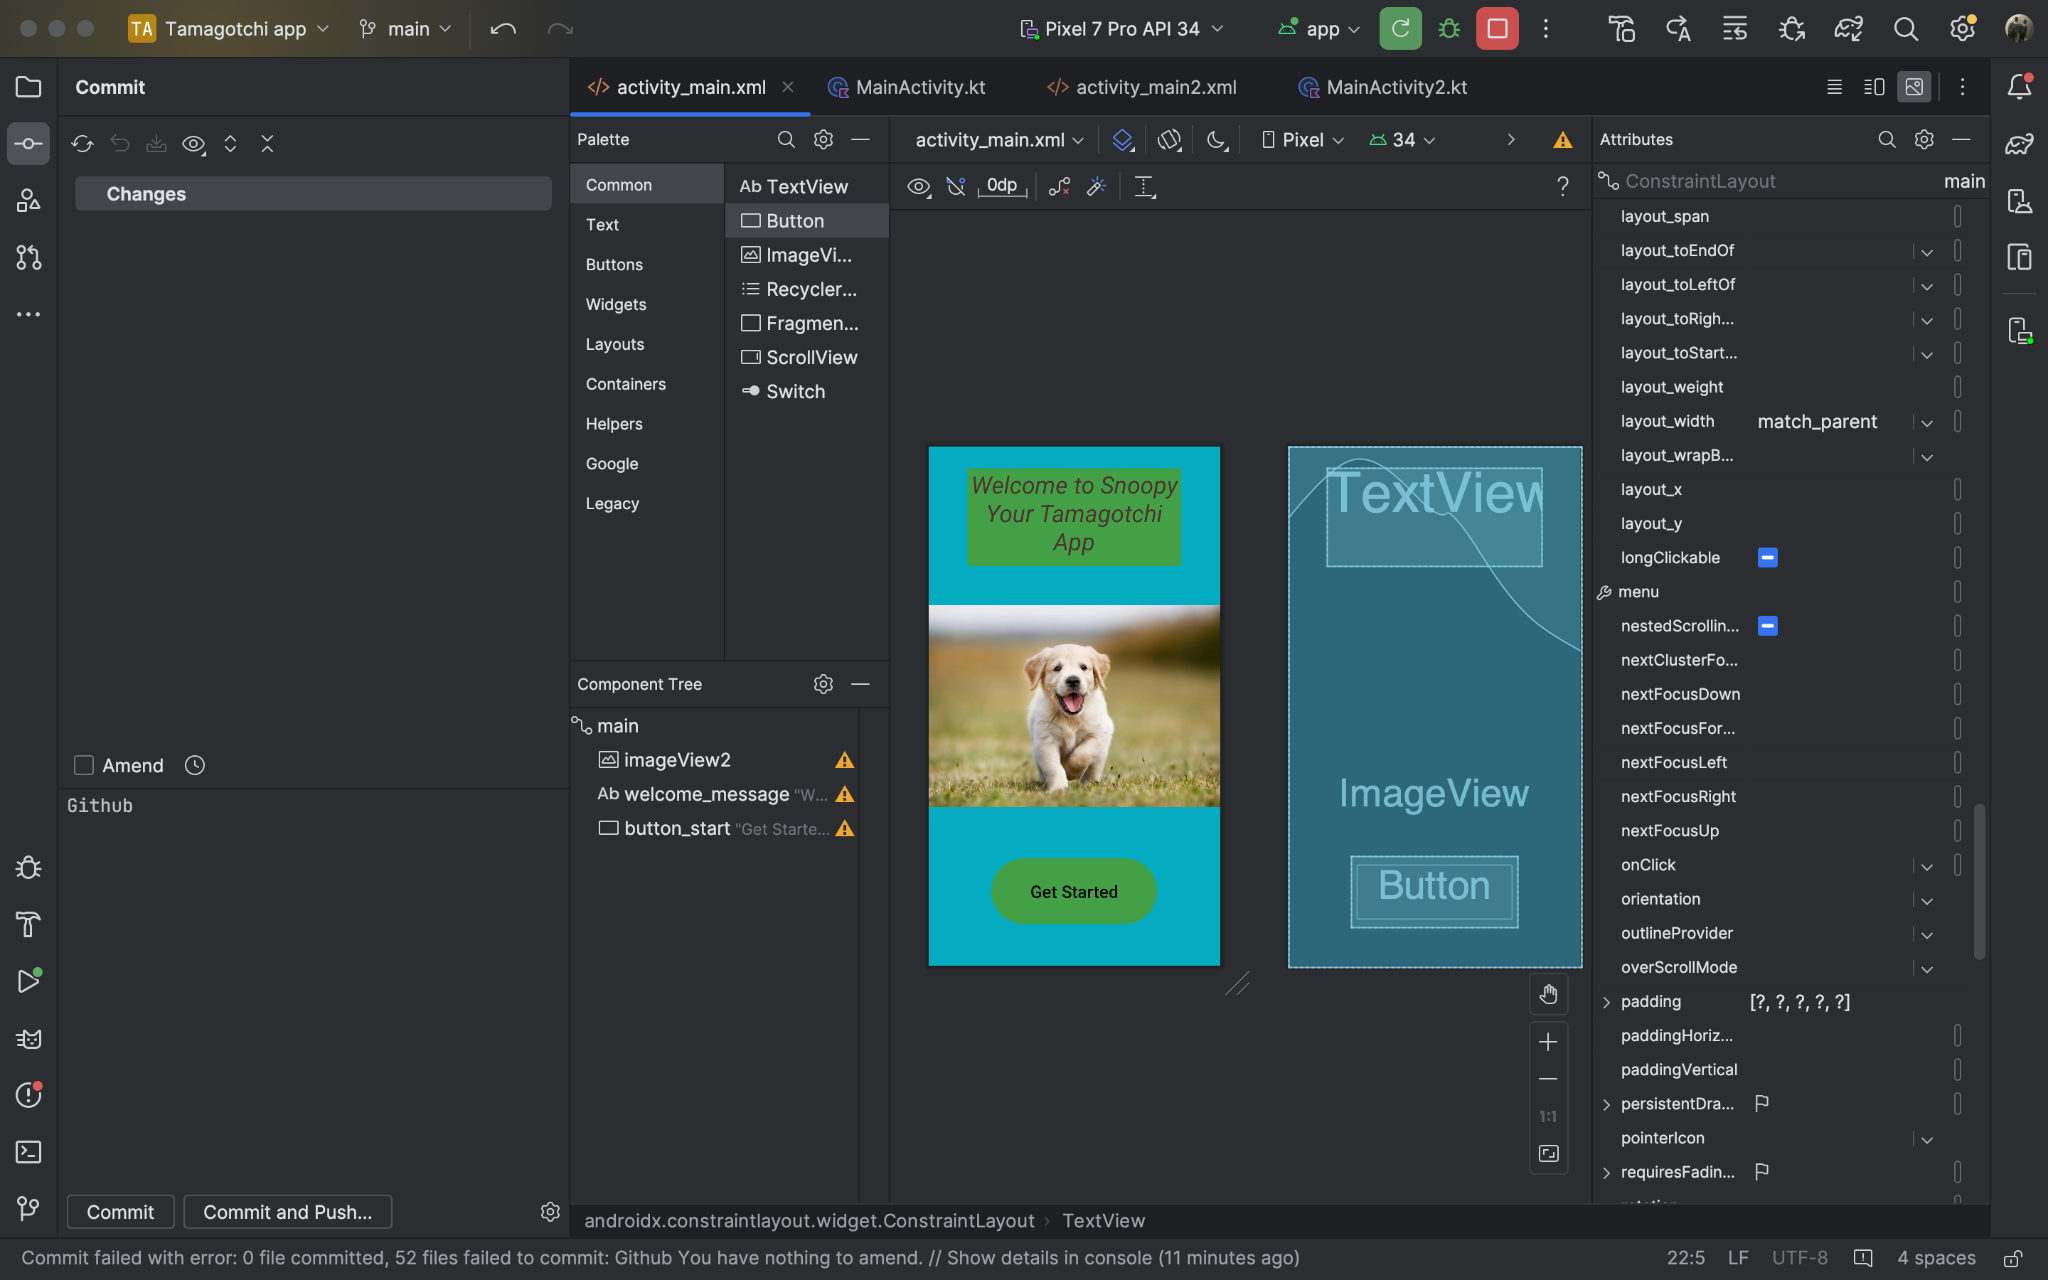 TA Tamagotchi app main Pixel 7 Pro API 34 app
Commit
activity_main.xml MainActivity.kt activity_main2.xml MainActivity2.kt
Changes
Amend
Github
Commit Commit and Push...
Palette
Common
Text
Buttons
Widgets
Layouts
Containers
Helpers
Google
Legacy
Ab TextView
Button
ImageVi...
Recycler...
Fragmen...
ScrollView
Switch
Component Tree
main
imageView2
Ab welcome_message "W...
button_start "Get Starte...
activity_main.xml Pixel 34
0dp ?
Welcome to Snoopy
Your Tamagotchi
App
Get Started
TextView
ImageView
Button
1:1
androidx.constraintlayout.widget.ConstraintLayout › TextView
Attributes
ConstraintLayout main
layout_span
layout_toEndOf
layout_toLeftOf
layout_toRigh...
layout_toStart...
layout_weight
layout_width match_parent
layout_wrapB...
layout_x
layout_y
longClickable
menu
nestedScrollin...
nextClusterFo...
nextFocusDown
nextFocusFor...
nextFocusLeft
nextFocusRight
nextFocusUp
onClick
orientation
outlineProvider
overScrollMode
padding [?, ?, ?, ?, ?]
paddingHoriz...
paddingVertical
persistentDra...
pointerIcon
requiresFadin...
Commit failed with error: 0 file committed, 52 files failed to commit: Github You have nothing to amend. // Show details in console (11 minutes ago) 22:5 LF UTF-8 4 spaces